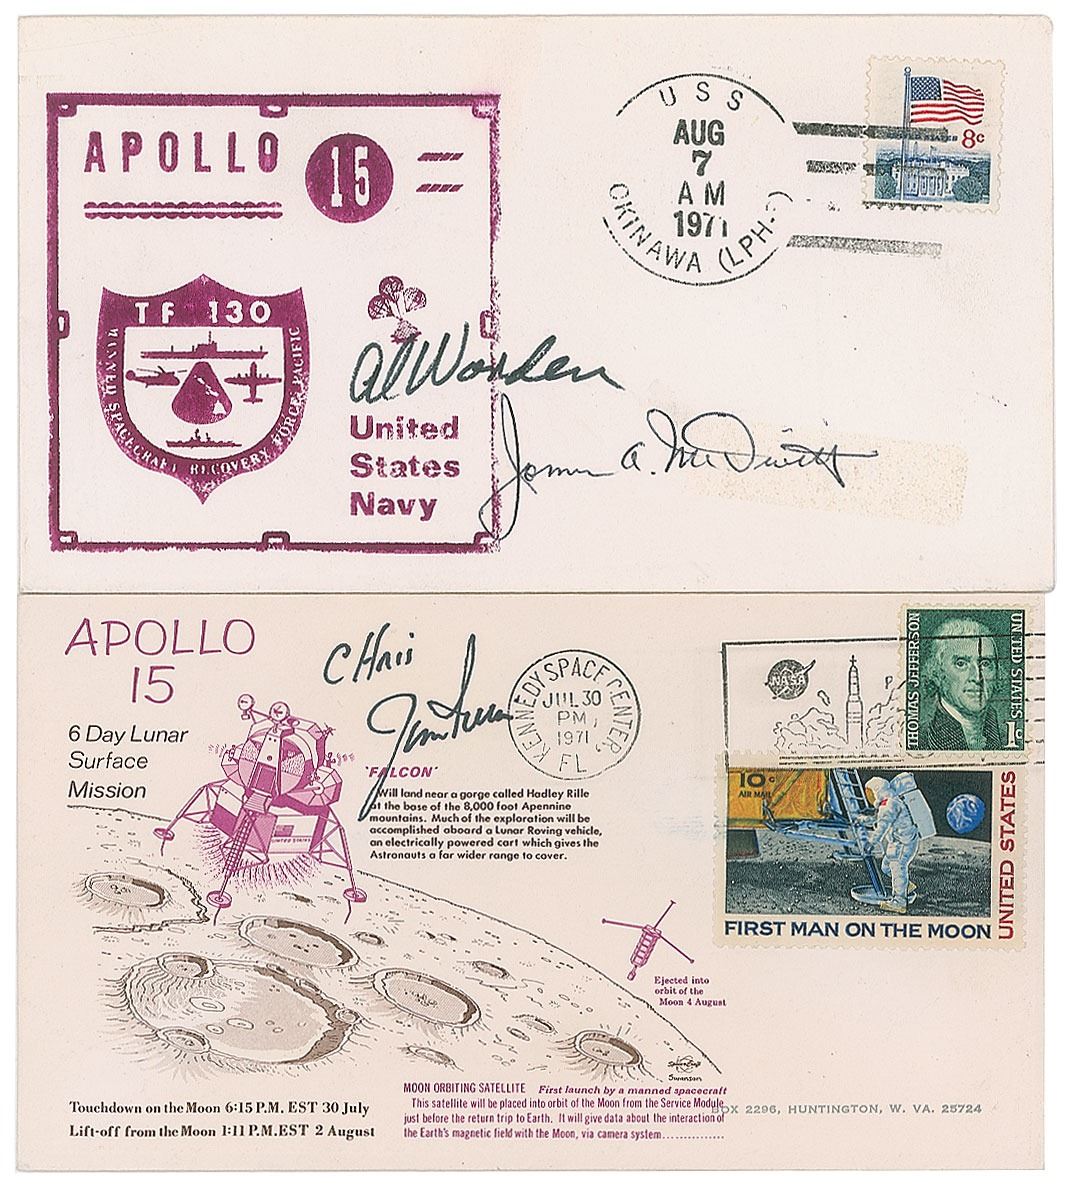 APOLLO 15
TF 130
MANNED SPACECRAFT RECOVERY FORCE, PACIFIC
Al Worden
United
States
Navy
James A. McDivitt
USS
AUG
7
AM
1971
OKINAWA (LPH-3)
8c
APOLLO
15
6 Day Lunar
Surface
Mission
CHris
Jim Irwin
KENNEDY SPACE CENTER,
JUL 30
PM
1971
FL
NASA
THOMAS JEFFERSON
UNITED STATES
1c
'FALCON'
Will land near a gorge called Hadley Rille
at the base of the 8,000 foot Apennine
mountains. Much of the exploration will be
accomplished aboard a Lunar Roving vehicle,
an electrically powered cart which gives the
Astronauts a far wider range to cover.
UNITED STATES
10c
AIR MAIL
UNITED STATES
FIRST MAN ON THE MOON
Ejected into
orbit of the
Moon 4 August
Swanson
MOON ORBITING SATELLITE First launch by a manned spacecraft
This satellite will be placed into orbit of the Moon from the Service Module
just before the return trip to Earth. It will give data about the interaction of
the Earth's magnetic field with the Moon, via camera system...............
Touchdown on the Moon 6:15 P.M. EST 30 July
Lift-off from the Moon 1:11 P.M.EST 2 August
BOX 2296, HUNTINGTON, W. VA. 25724